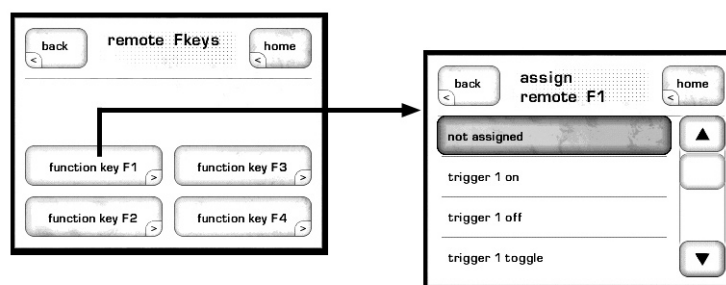 back
remote Fkeys
home
<
<
function key F1
>
function key F3
>
function key F2
>
function key F4
>
back
assign
remote F1
home
<
<
not assigned
trigger 1 on
trigger 1 off
trigger 1 toggle